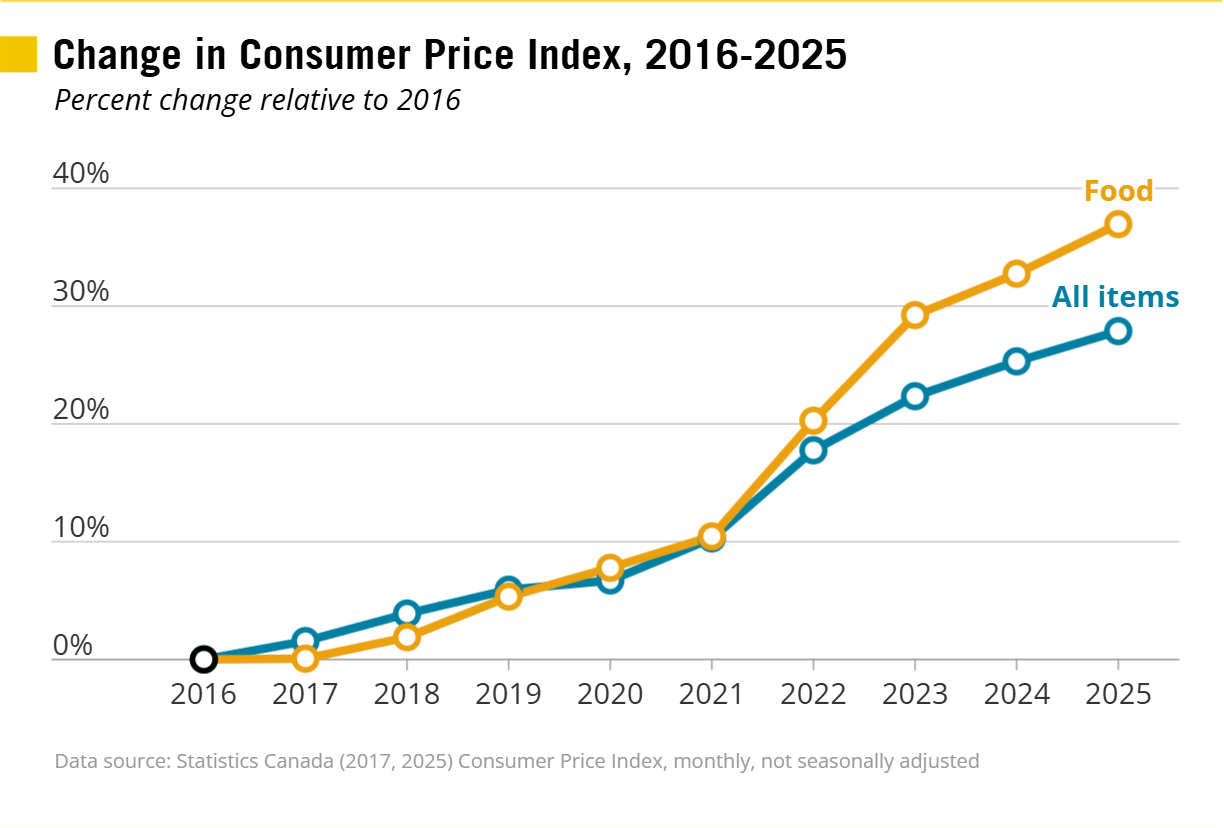 Change in Consumer Price Index, 2016-2025
Percent change relative to 2016
40%
Food
30%
All items
20%
10%
0%
2016 2017 2018 2019 2020 2021 2022 2023 2024 2025
Data source: Statistics Canada (2017, 2025) Consumer Price Index, monthly, not seasonally adjusted